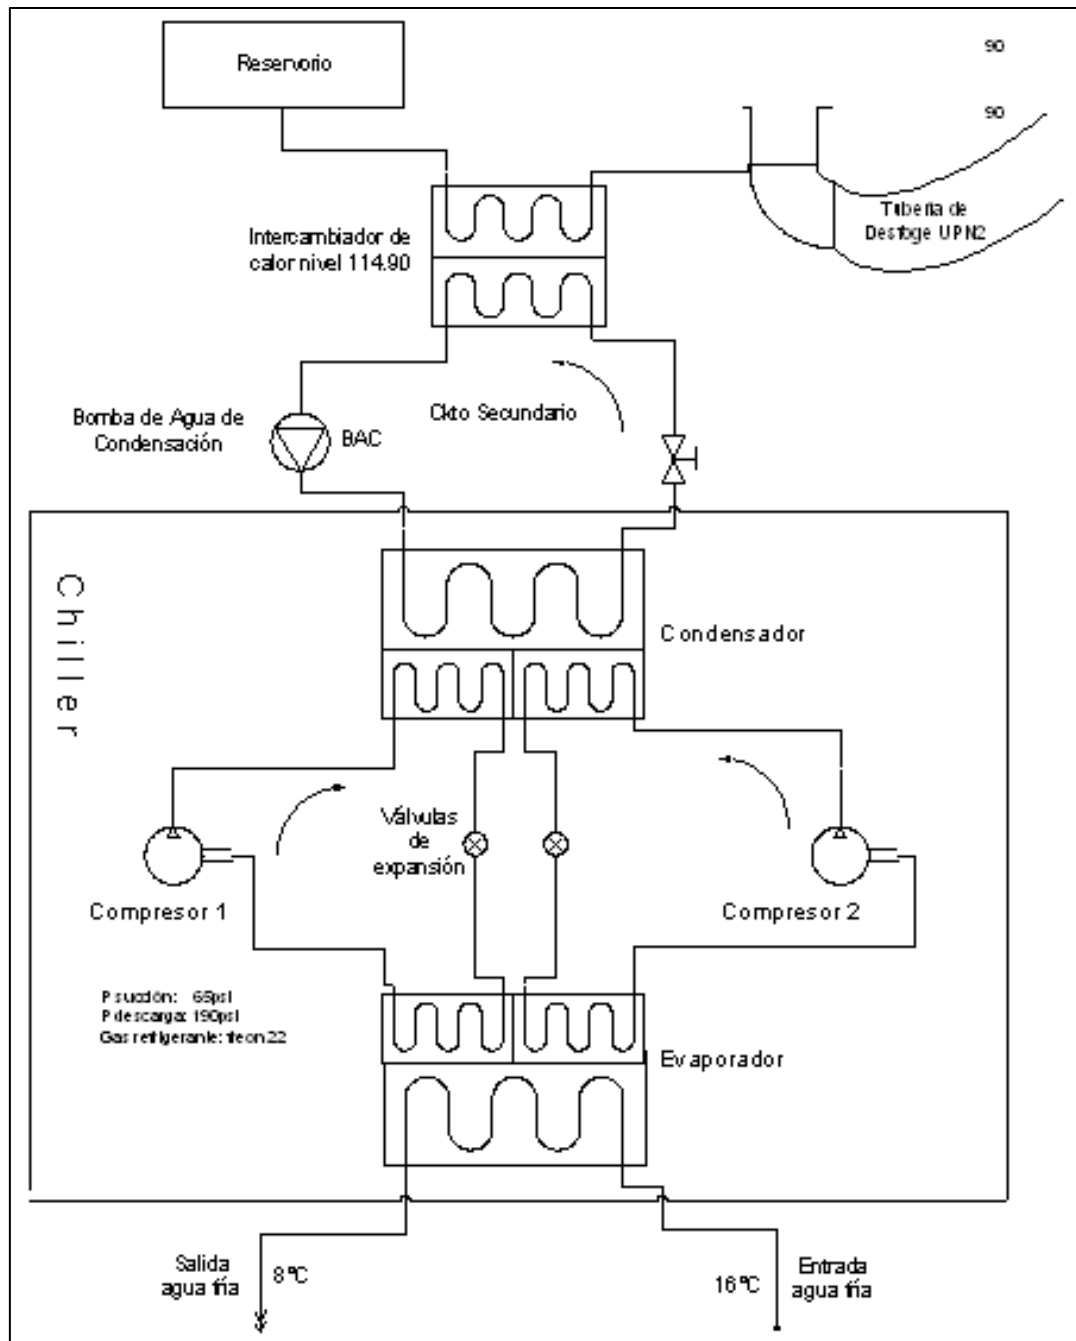 Reservorio
90
90
Tubería de
Desfoge UPN2
Intercambiador de
calor nivel 114.90
Ckto Secundario
Bomba de Agua de
Condensación
BAC
Chiller
Condensador
Válvulas
de
expansión
Compresor 1
Compresor 2
P succión: 65psi
P descarga: 190psi
Gas refrigerante: freon 22
Evaporador
Salida
agua fría
8ºC
16ºC
Entrada
agua fría